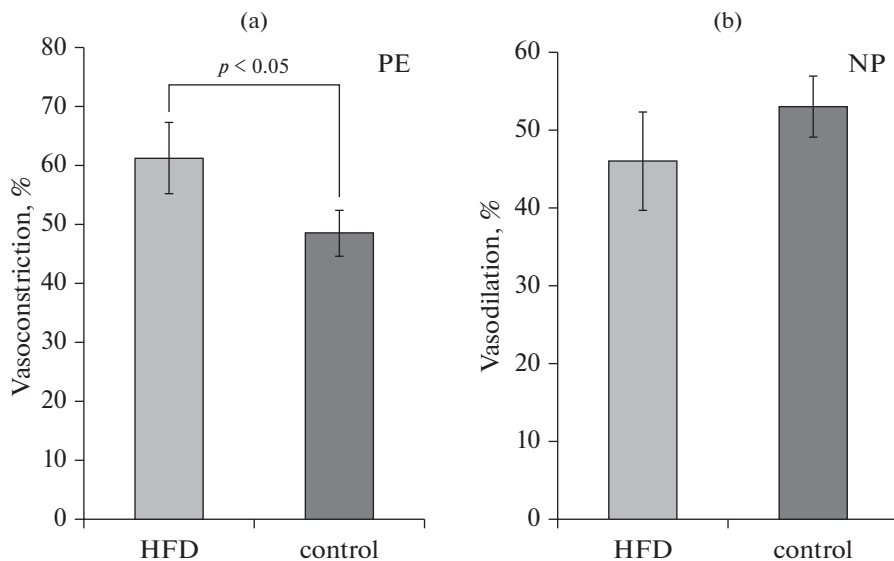 (a)
80
70
60
50
40
30
20
10
0
Vasoconstriction, %
p < 0.05
PE
HFD
control
(b)
60
50
40
30
20
10
0
Vasodilation, %
NP
HFD
control